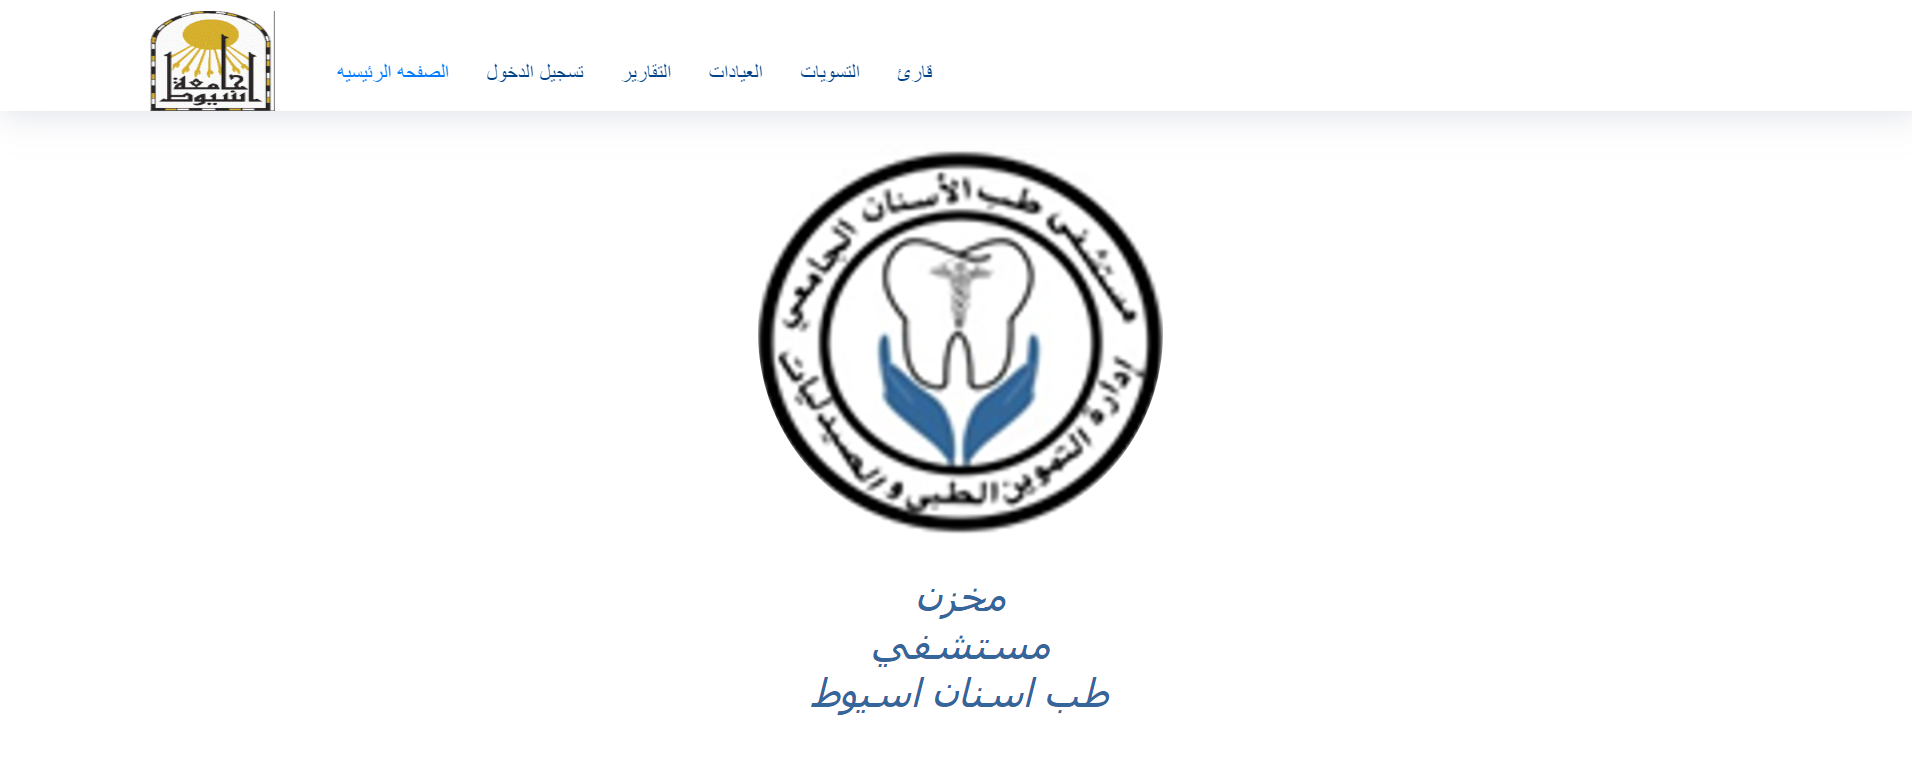 جامعة
اسيوط
الصفحه الرئيسيه
تسجيل الدخول
التقارير
العيادات
التسويات
قارئ
مستشفى طب الأسنان الجامعي
إدارة التموين الطبي و الصيدليات
مخزن
مستشفي
طب اسنان اسيوط